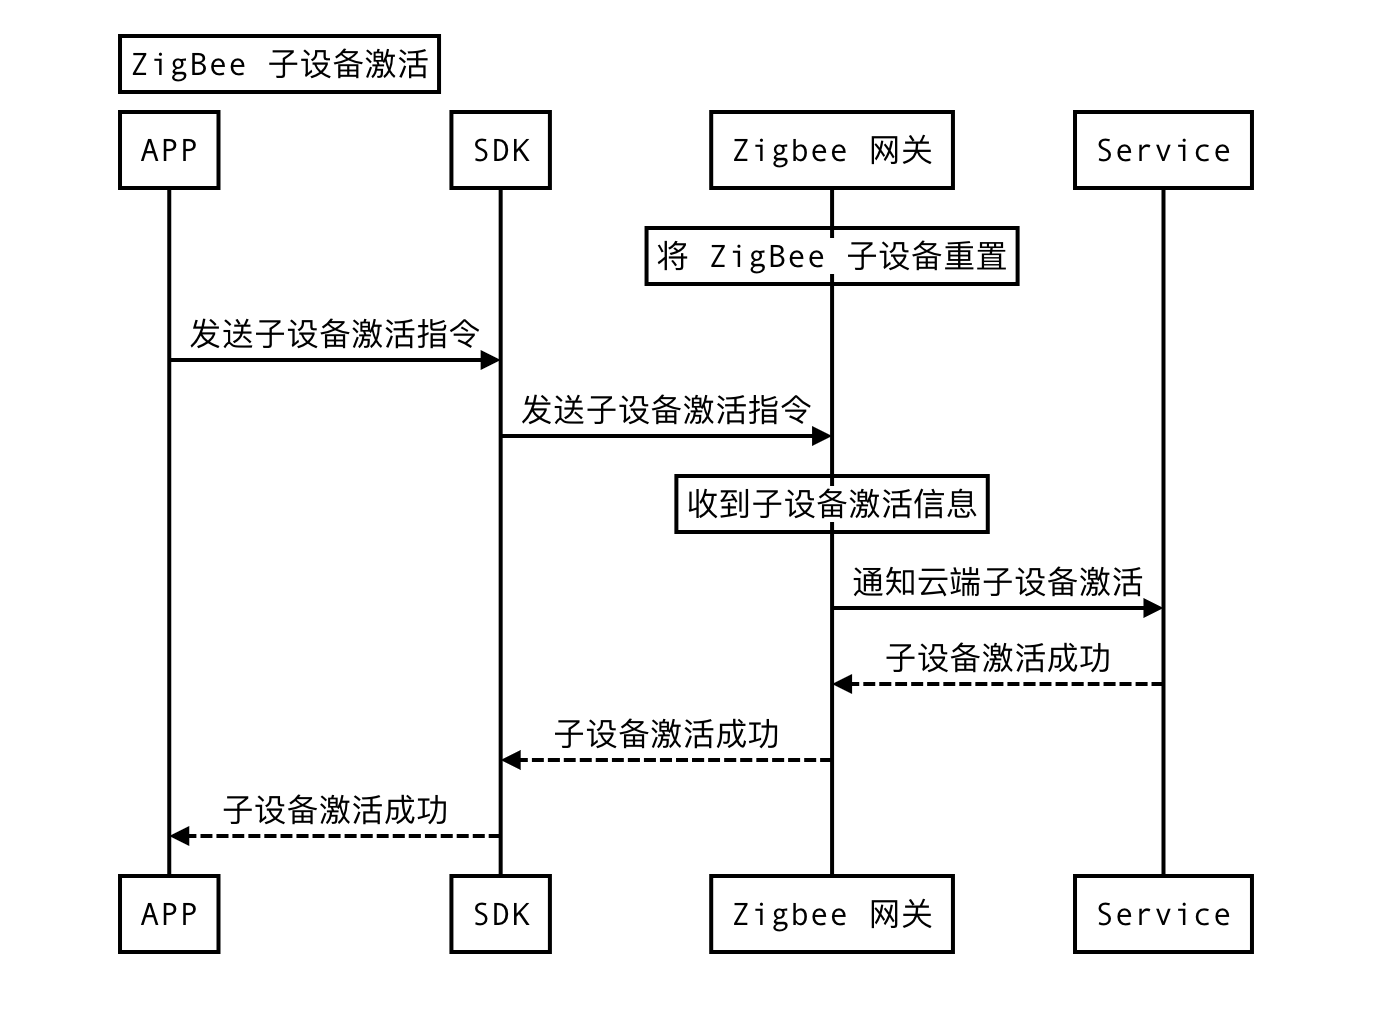 ZigBee 子设备激活
APP
SDK
Zigbee 网关
Service
将 ZigBee 子设备重置
发送子设备激活指令
发送子设备激活指令
收到子设备激活信息
通知云端子设备激活
子设备激活成功
子设备激活成功
子设备激活成功
APP
SDK
Zigbee 网关
Service